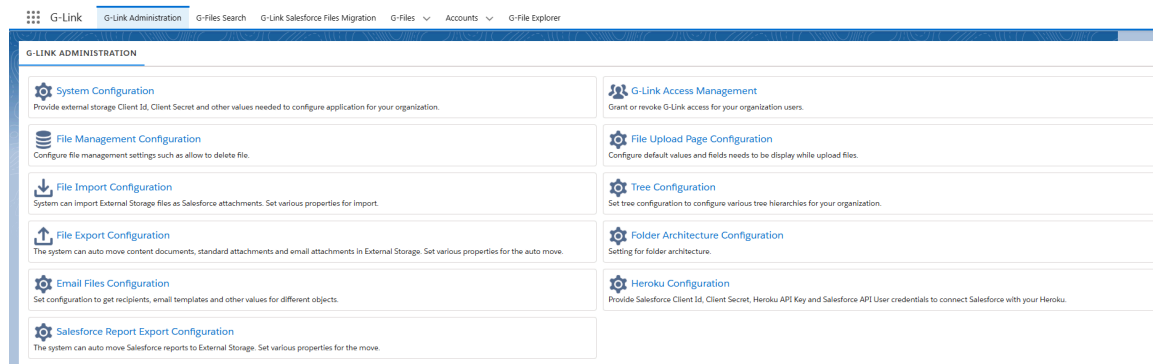 G-Link G-Link Administration G-Files Search G-Link Salesforce Files Migration G-Files Accounts G-File Explorer
G-LINK ADMINISTRATION
System Configuration
Provide external storage Client Id, Client Secret and other values needed to configure application for your organization.
G-Link Access Management
Grant or revoke G-Link access for your organization users.
File Management Configuration
Configure file management settings such as allow to delete file.
File Upload Page Configuration
Configure default values and fields needs to be display while upload files.
File Import Configuration
System can import External Storage files as Salesforce attachments. Set various properties for import.
Tree Configuration
Set tree configuration to configure various tree hierarchies for your organization.
File Export Configuration
The system can auto move content documents, standard attachments and email attachments in External Storage. Set various properties for the auto move.
Folder Architecture Configuration
Setting for folder architecture.
Email Files Configuration
Set configuration to get recipients, email templates and other values for different objects.
Heroku Configuration
Provide Salesforce Client Id, Client Secret, Heroku API Key and Salesforce API User credentials to connect Salesforce with your Heroku.
Salesforce Report Export Configuration
The system can auto move Salesforce reports to External Storage. Set various properties for the move.